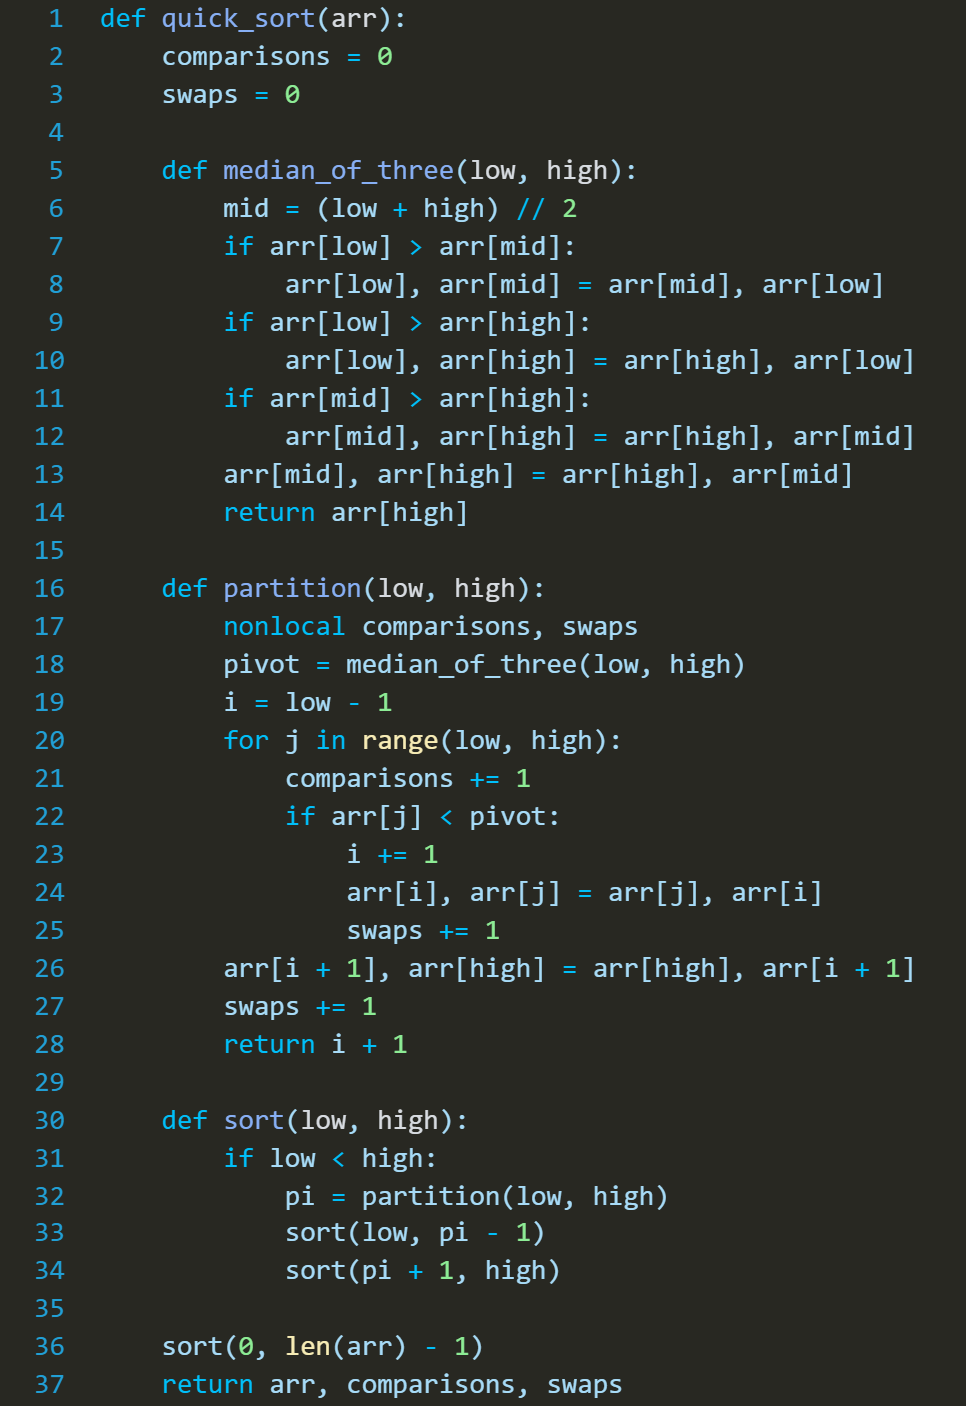 1 def quick_sort(arr):
2     comparisons = 0
3     swaps = 0
4
5     def median_of_three(low, high):
6         mid = (low + high) // 2
7         if arr[low] > arr[mid]:
8             arr[low], arr[mid] = arr[mid], arr[low]
9         if arr[low] > arr[high]:
10             arr[low], arr[high] = arr[high], arr[low]
11         if arr[mid] > arr[high]:
12             arr[mid], arr[high] = arr[high], arr[mid]
13         arr[mid], arr[high] = arr[high], arr[mid]
14         return arr[high]
15
16     def partition(low, high):
17         nonlocal comparisons, swaps
18         pivot = median_of_three(low, high)
19         i = low - 1
20         for j in range(low, high):
21             comparisons += 1
22             if arr[j] < pivot:
23                 i += 1
24                 arr[i], arr[j] = arr[j], arr[i]
25                 swaps += 1
26         arr[i + 1], arr[high] = arr[high], arr[i + 1]
27         swaps += 1
28         return i + 1
29
30     def sort(low, high):
31         if low < high:
32             pi = partition(low, high)
33             sort(low, pi - 1)
34             sort(pi + 1, high)
35
36     sort(0, len(arr) - 1)
37     return arr, comparisons, swaps